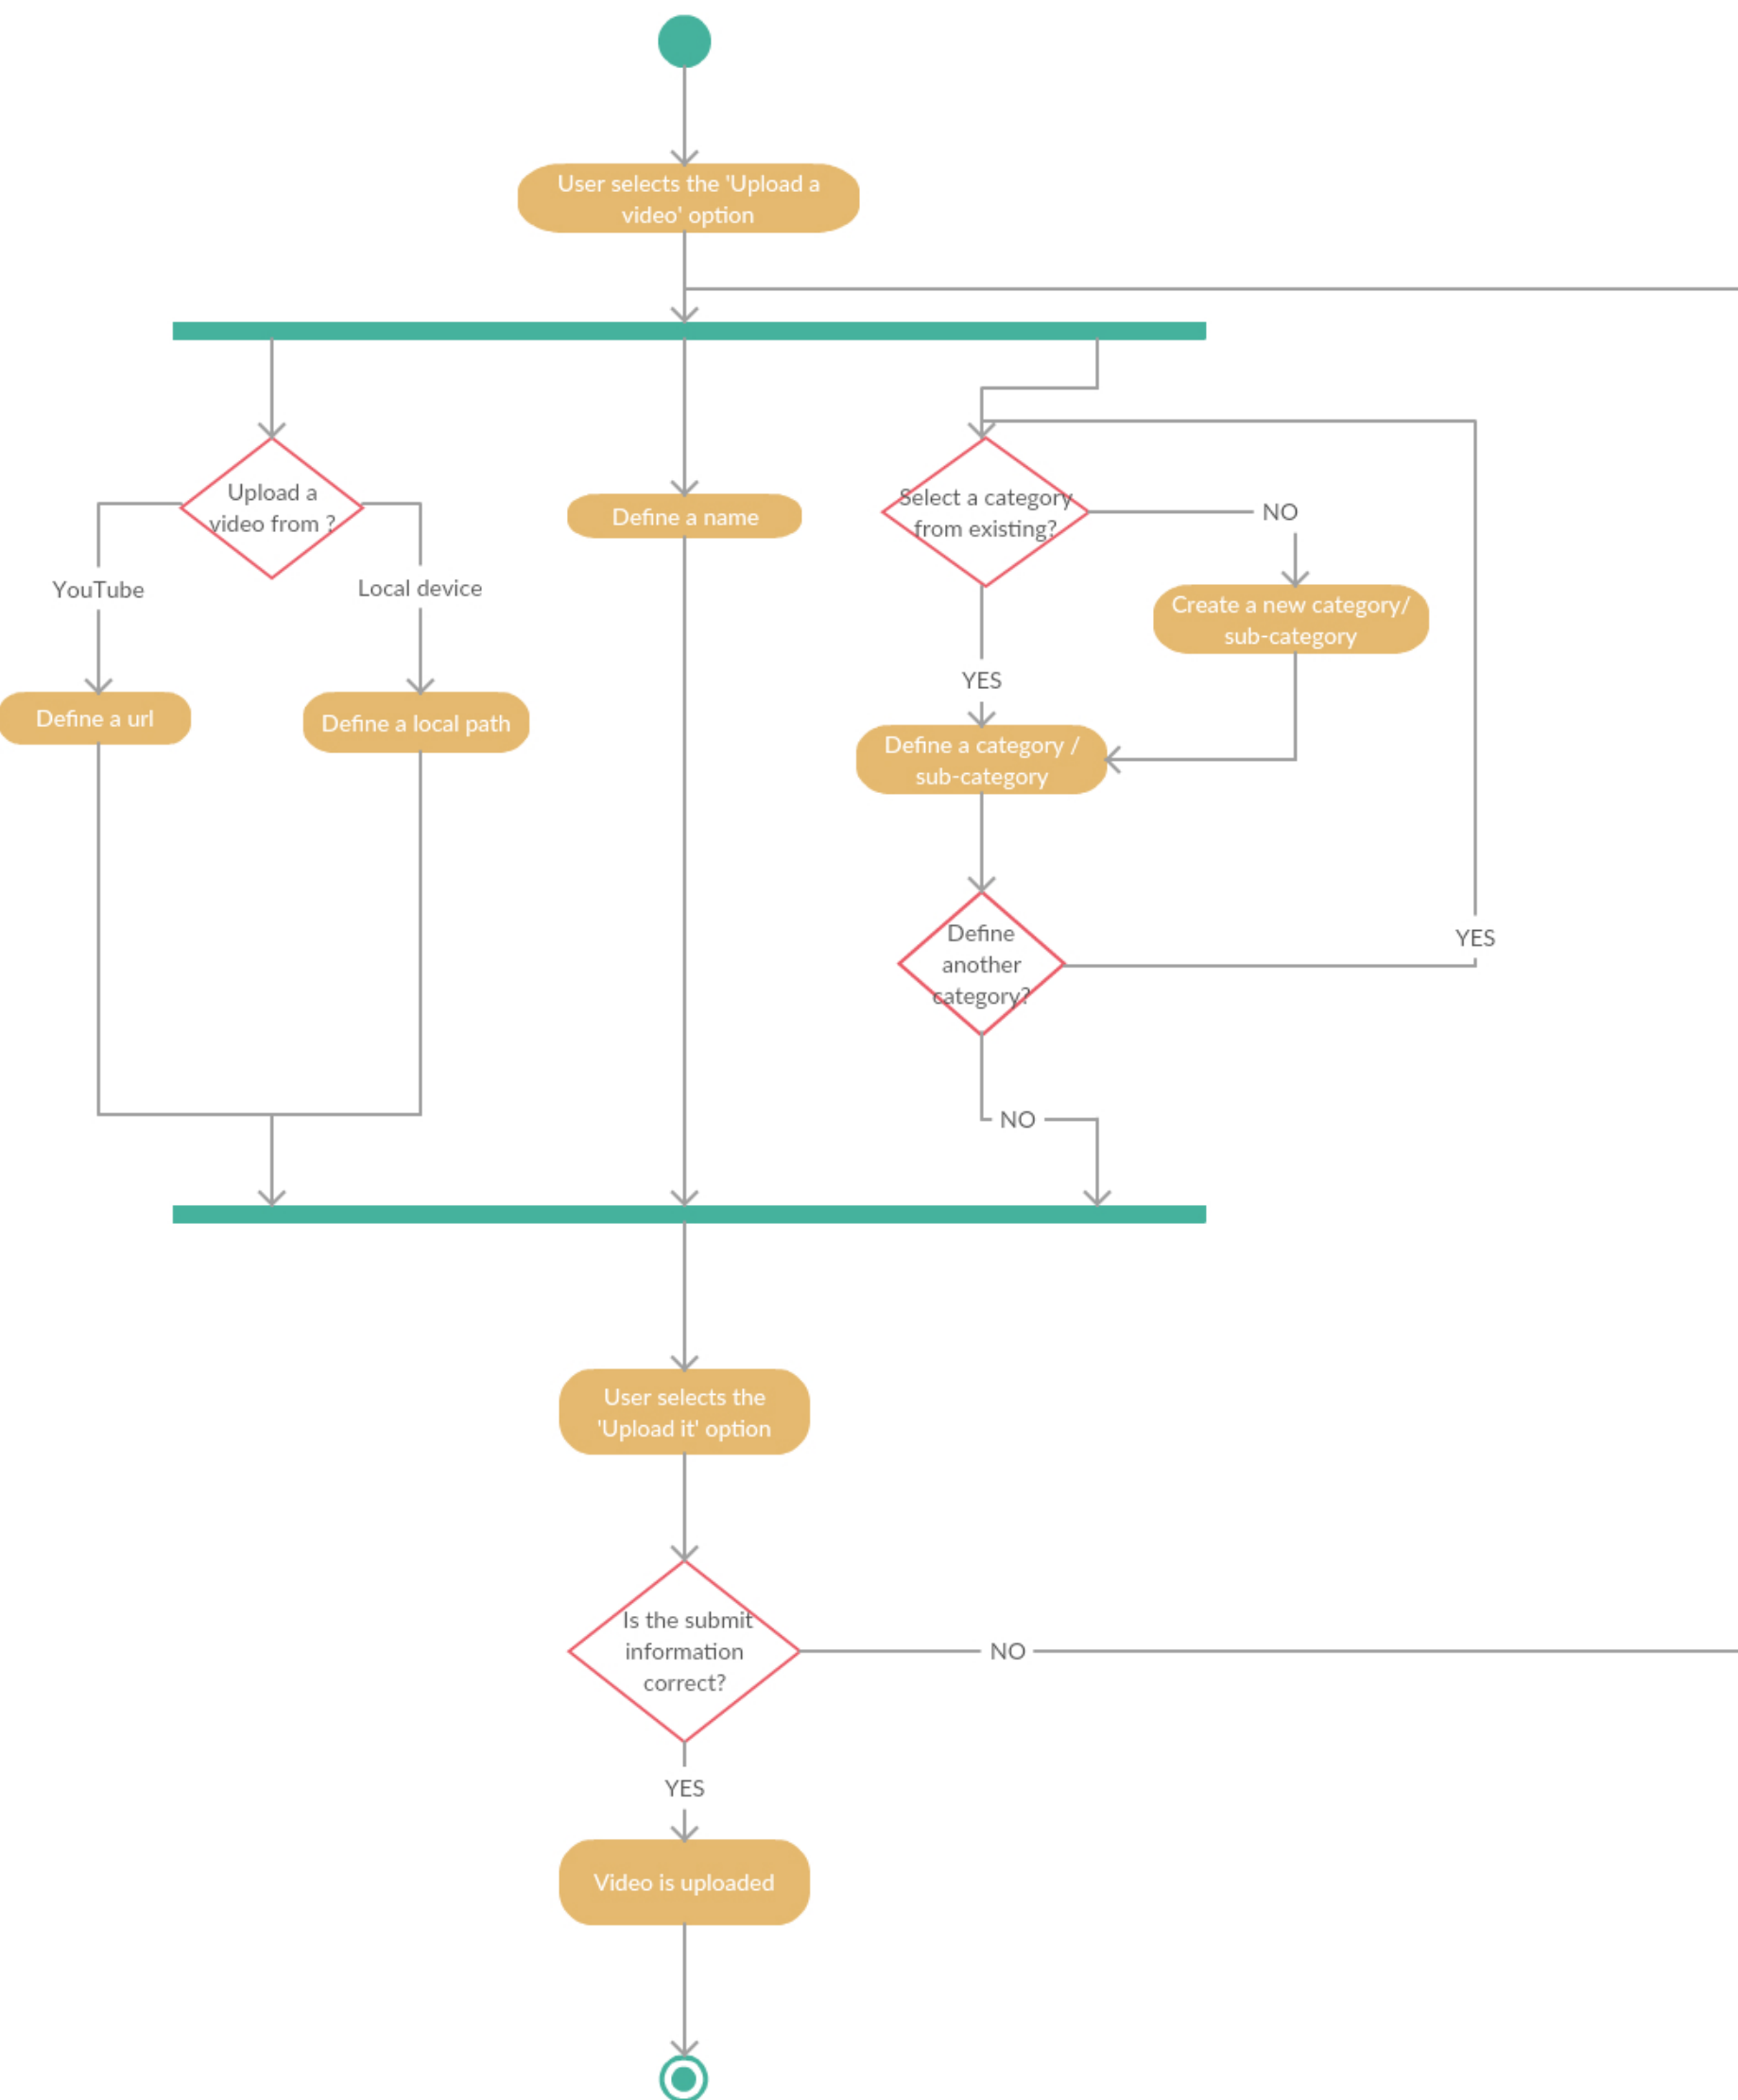 User selects the 'Upload a
video' option
Upload a
video from ?
YouTube
Local device
Define a url
Define a local path
Define a name
Select a category
from existing?
NO
Create a new category/
sub-category
YES
Define a category /
sub-category
Define
another
category?
YES
NO
User selects the
'Upload it' option
Is the submit
information
correct?
NO
YES
Video is uploaded